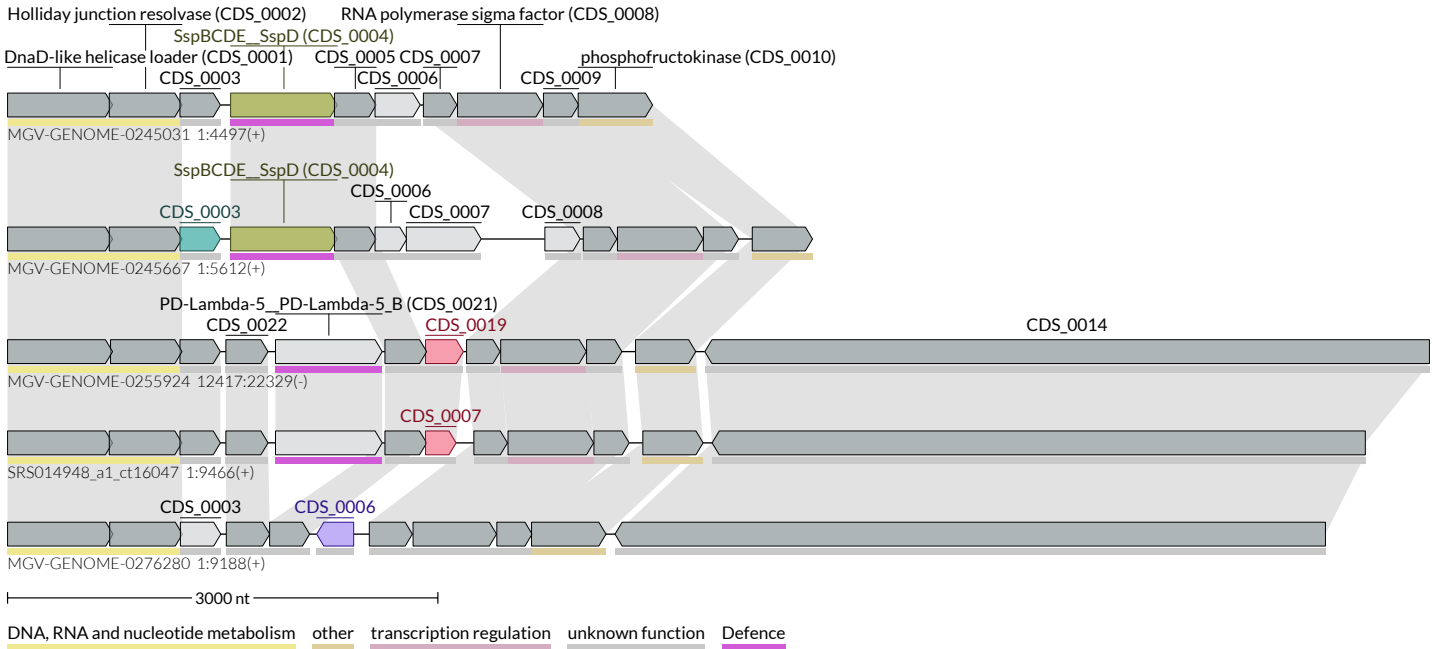 Holliday junction resolvase (CDS_0002) RNA polymerase sigma factor (CDS_0008)
SspBCDE__SspD (CDS_0004)
DnaD-like helicase loader (CDS_0001) CDS_0005 CDS_0007 phosphofructokinase (CDS_0010)
CDS_0003 CDS_0006 CDS_0009
MGV-GENOME-0245031 1:4497(+)
SspBCDE__SspD (CDS_0004)
CDS_0006
CDS_0003 CDS_0007 CDS_0008
MGV-GENOME-0245667 1:5612(+)
PD-Lambda-5__PD-Lambda-5_B (CDS_0021)
CDS_0022 CDS_0019 CDS_0014
MGV-GENOME-0255924 12417:22329(-)
CDS_0007
SRS014948_a1_ct16047 1:9466(+)
CDS_0003 CDS_0006
MGV-GENOME-0276280 1:9188(+)
3000 nt
DNA, RNA and nucleotide metabolism other transcription regulation unknown function Defence